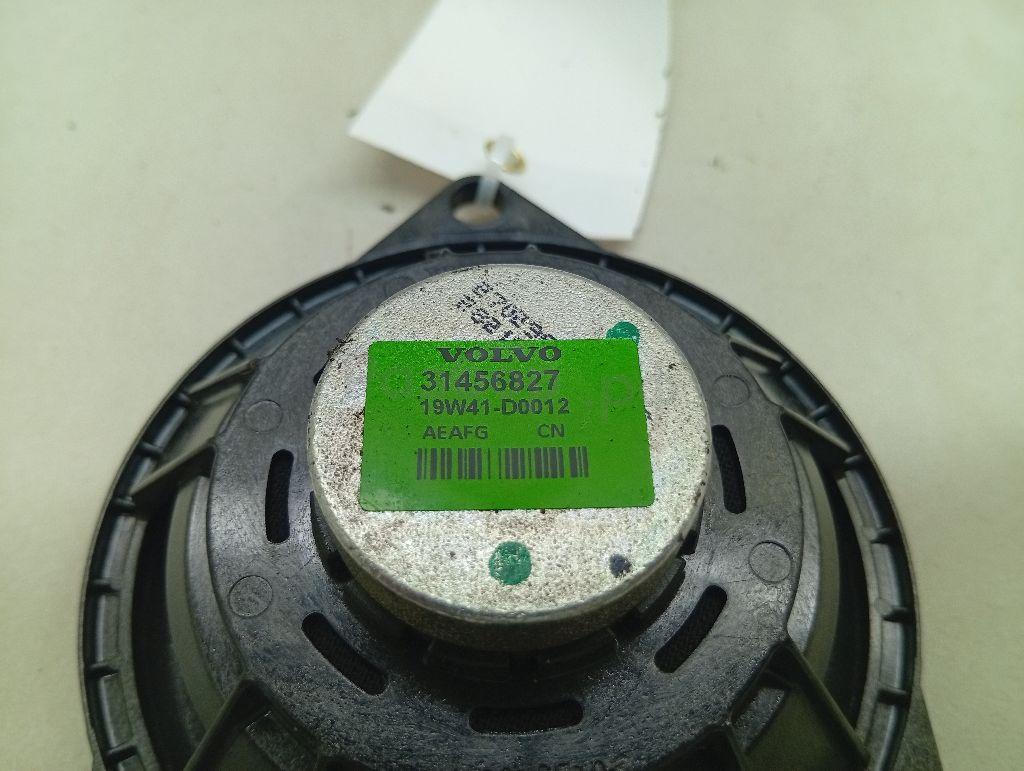 VOLVO
31456827
19W41-D0012
AEAFG CN